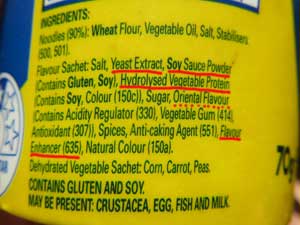 INGREDIENTS:
Noodles (90%): Wheat Flour, Vegetable Oil, Salt, Stabilisers
(500, 501).
Flavour Sachet: Salt, Yeast Extract, Soy Sauce Powder
(Contains Gluten, Soy), Hydrolysed Vegetable Protein
(Contains Soy, Colour (150c)), Sugar, Oriental Flavour
(Contains Acidity Regulator (330), Vegetable Gum (414),
Antioxidant (307)), Spices, Anti-caking Agent (551), Flavour
Enhancer (635), Natural Colour (150a).
Dehydrated Vegetable Sachet: Corn, Carrot, Peas.
CONTAINS GLUTEN AND SOY.
MAY BE PRESENT: CRUSTACEA, EGG, FISH AND MILK.
70g